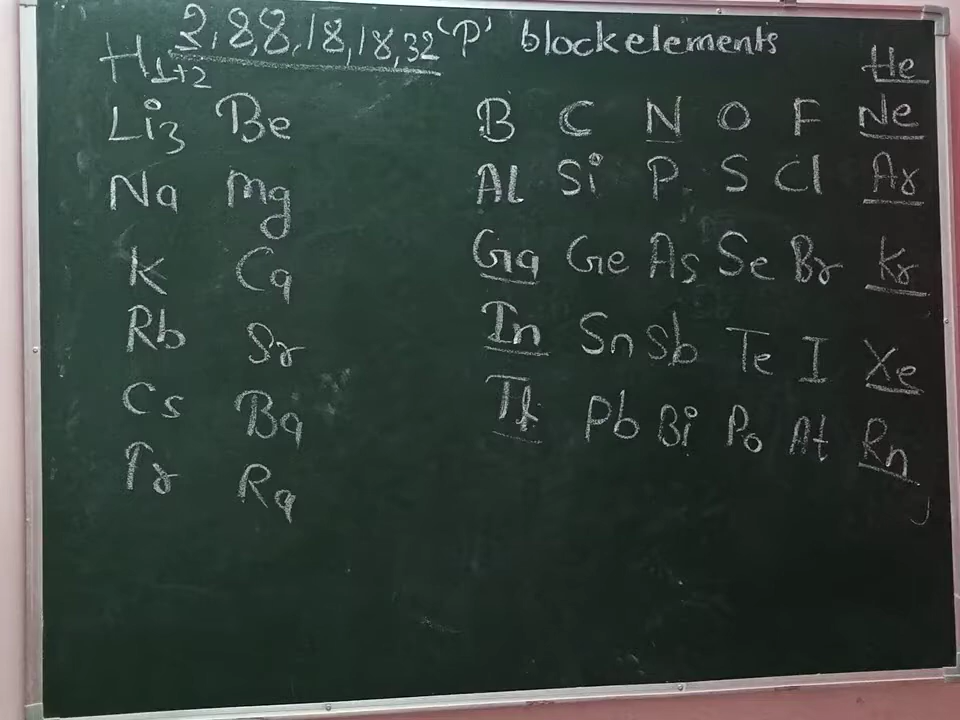 2,8,8,18,18,32 'P' block elements
H 1+2 He
Li3 Be B C N O F Ne
Na Mg Al Si P S Cl Ar
K Ca Ga Ge As Se Br Kr
Rb Sr In Sn Sb Te I Xe
Cs Ba Tl Pb Bi Po At Rn
Fr Ra